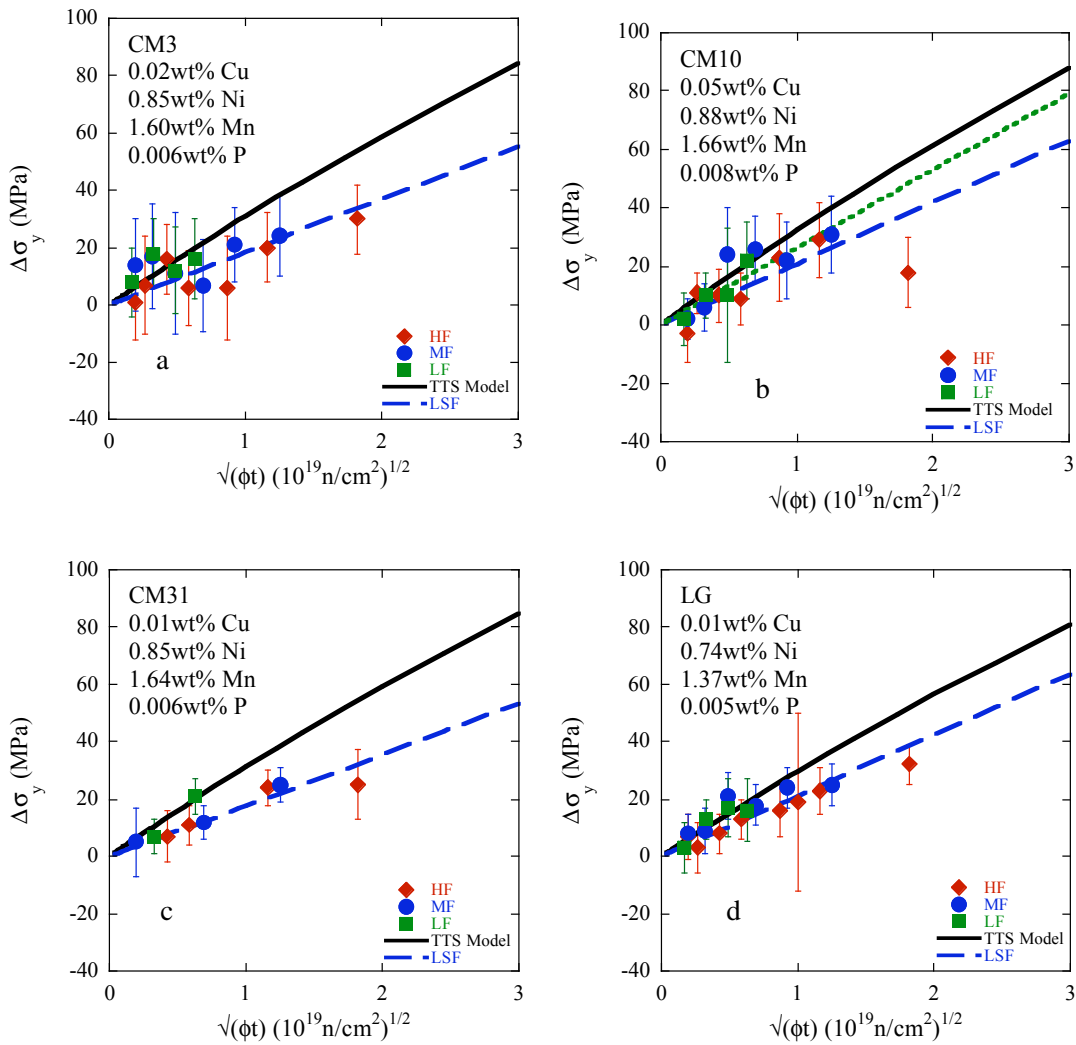 CM3
0.02wt% Cu
0.85wt% Ni
1.60wt% Mn
0.006wt% P
100
80
60
40
20
0
-20
-40
Δσy (MPa)
a
HF
MF
LF
TTS Model
LSF
0 1 2 3
√(ϕt) (10^19 n/cm^2)^1/2
CM10
0.05wt% Cu
0.88wt% Ni
1.66wt% Mn
0.008wt% P
100
80
60
40
20
0
-20
-40
Δσy (MPa)
b
HF
MF
LF
TTS Model
LSF
0 1 2 3
√(ϕt) (10^19 n/cm^2)^1/2
CM31
0.01wt% Cu
0.85wt% Ni
1.64wt% Mn
0.006wt% P
100
80
60
40
20
0
-20
-40
Δσy (MPa)
c
HF
MF
LF
TTS Model
LSF
0 1 2 3
√(ϕt) (10^19 n/cm^2)^1/2
LG
0.01wt% Cu
0.74wt% Ni
1.37wt% Mn
0.005wt% P
100
80
60
40
20
0
-20
-40
Δσy (MPa)
d
HF
MF
LF
TTS Model
LSF
0 1 2 3
√(ϕt) (10^19 n/cm^2)^1/2